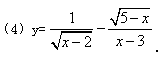 (4) y=1/√(x−2)−√(5−x)/(x−3).